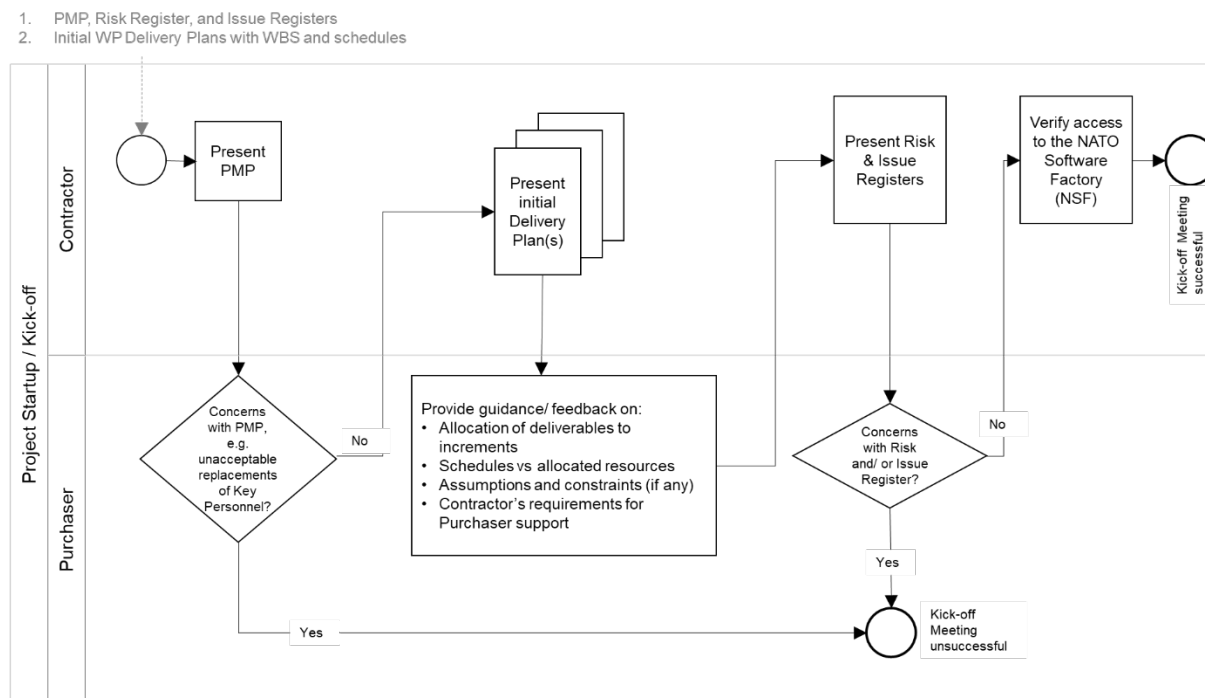 1. PMP, Risk Register, and Issue Registers
2. Initial WP Delivery Plans with WBS and schedules
Project Startup / Kick-off
Contractor
Present
PMP
Present
initial
Delivery
Plan(s)
Present Risk
& Issue
Registers
Verify access
to the NATO
Software
Factory
(NSF)
Kick-off Meeting
successful
Purchaser
Concerns
with PMP,
e.g.
unacceptable
replacements
of Key
Personnel?
No
Provide guidance/ feedback on:
• Allocation of deliverables to
increments
• Schedules vs allocated resources
• Assumptions and constraints (if any)
• Contractor's requirements for
Purchaser support
Concerns
with Risk
and/ or Issue
Register?
No
Yes
Yes
Kick-off
Meeting
unsuccessful